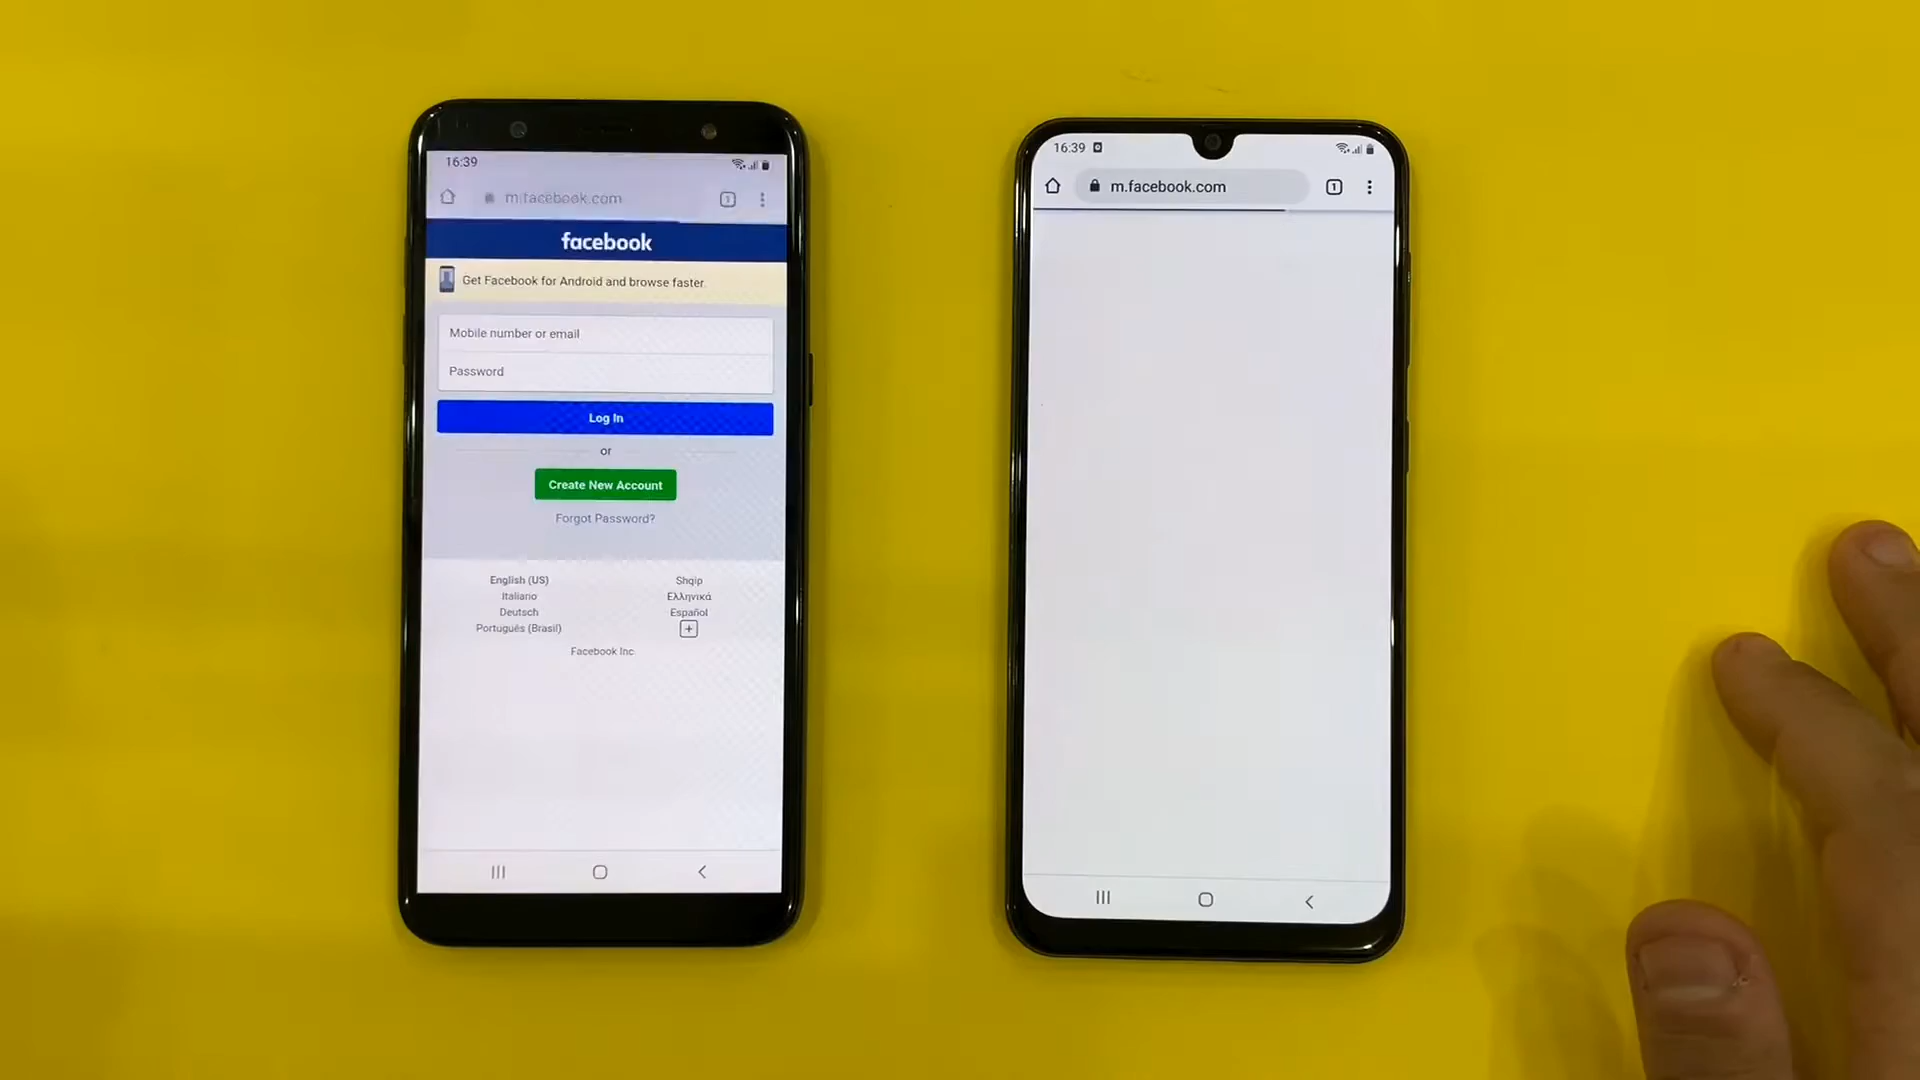 16:39
m.facebook.com
1
facebook
Get Facebook for Android and browse faster.
Mobile number or email
Password
Log In
or
Create New Account
Forgot Password?
English (US)
Shqip
Italiano
Ελληνικά
Deutsch
Español
Português (Brasil)
Facebook Inc.
16:39
m.facebook.com
1